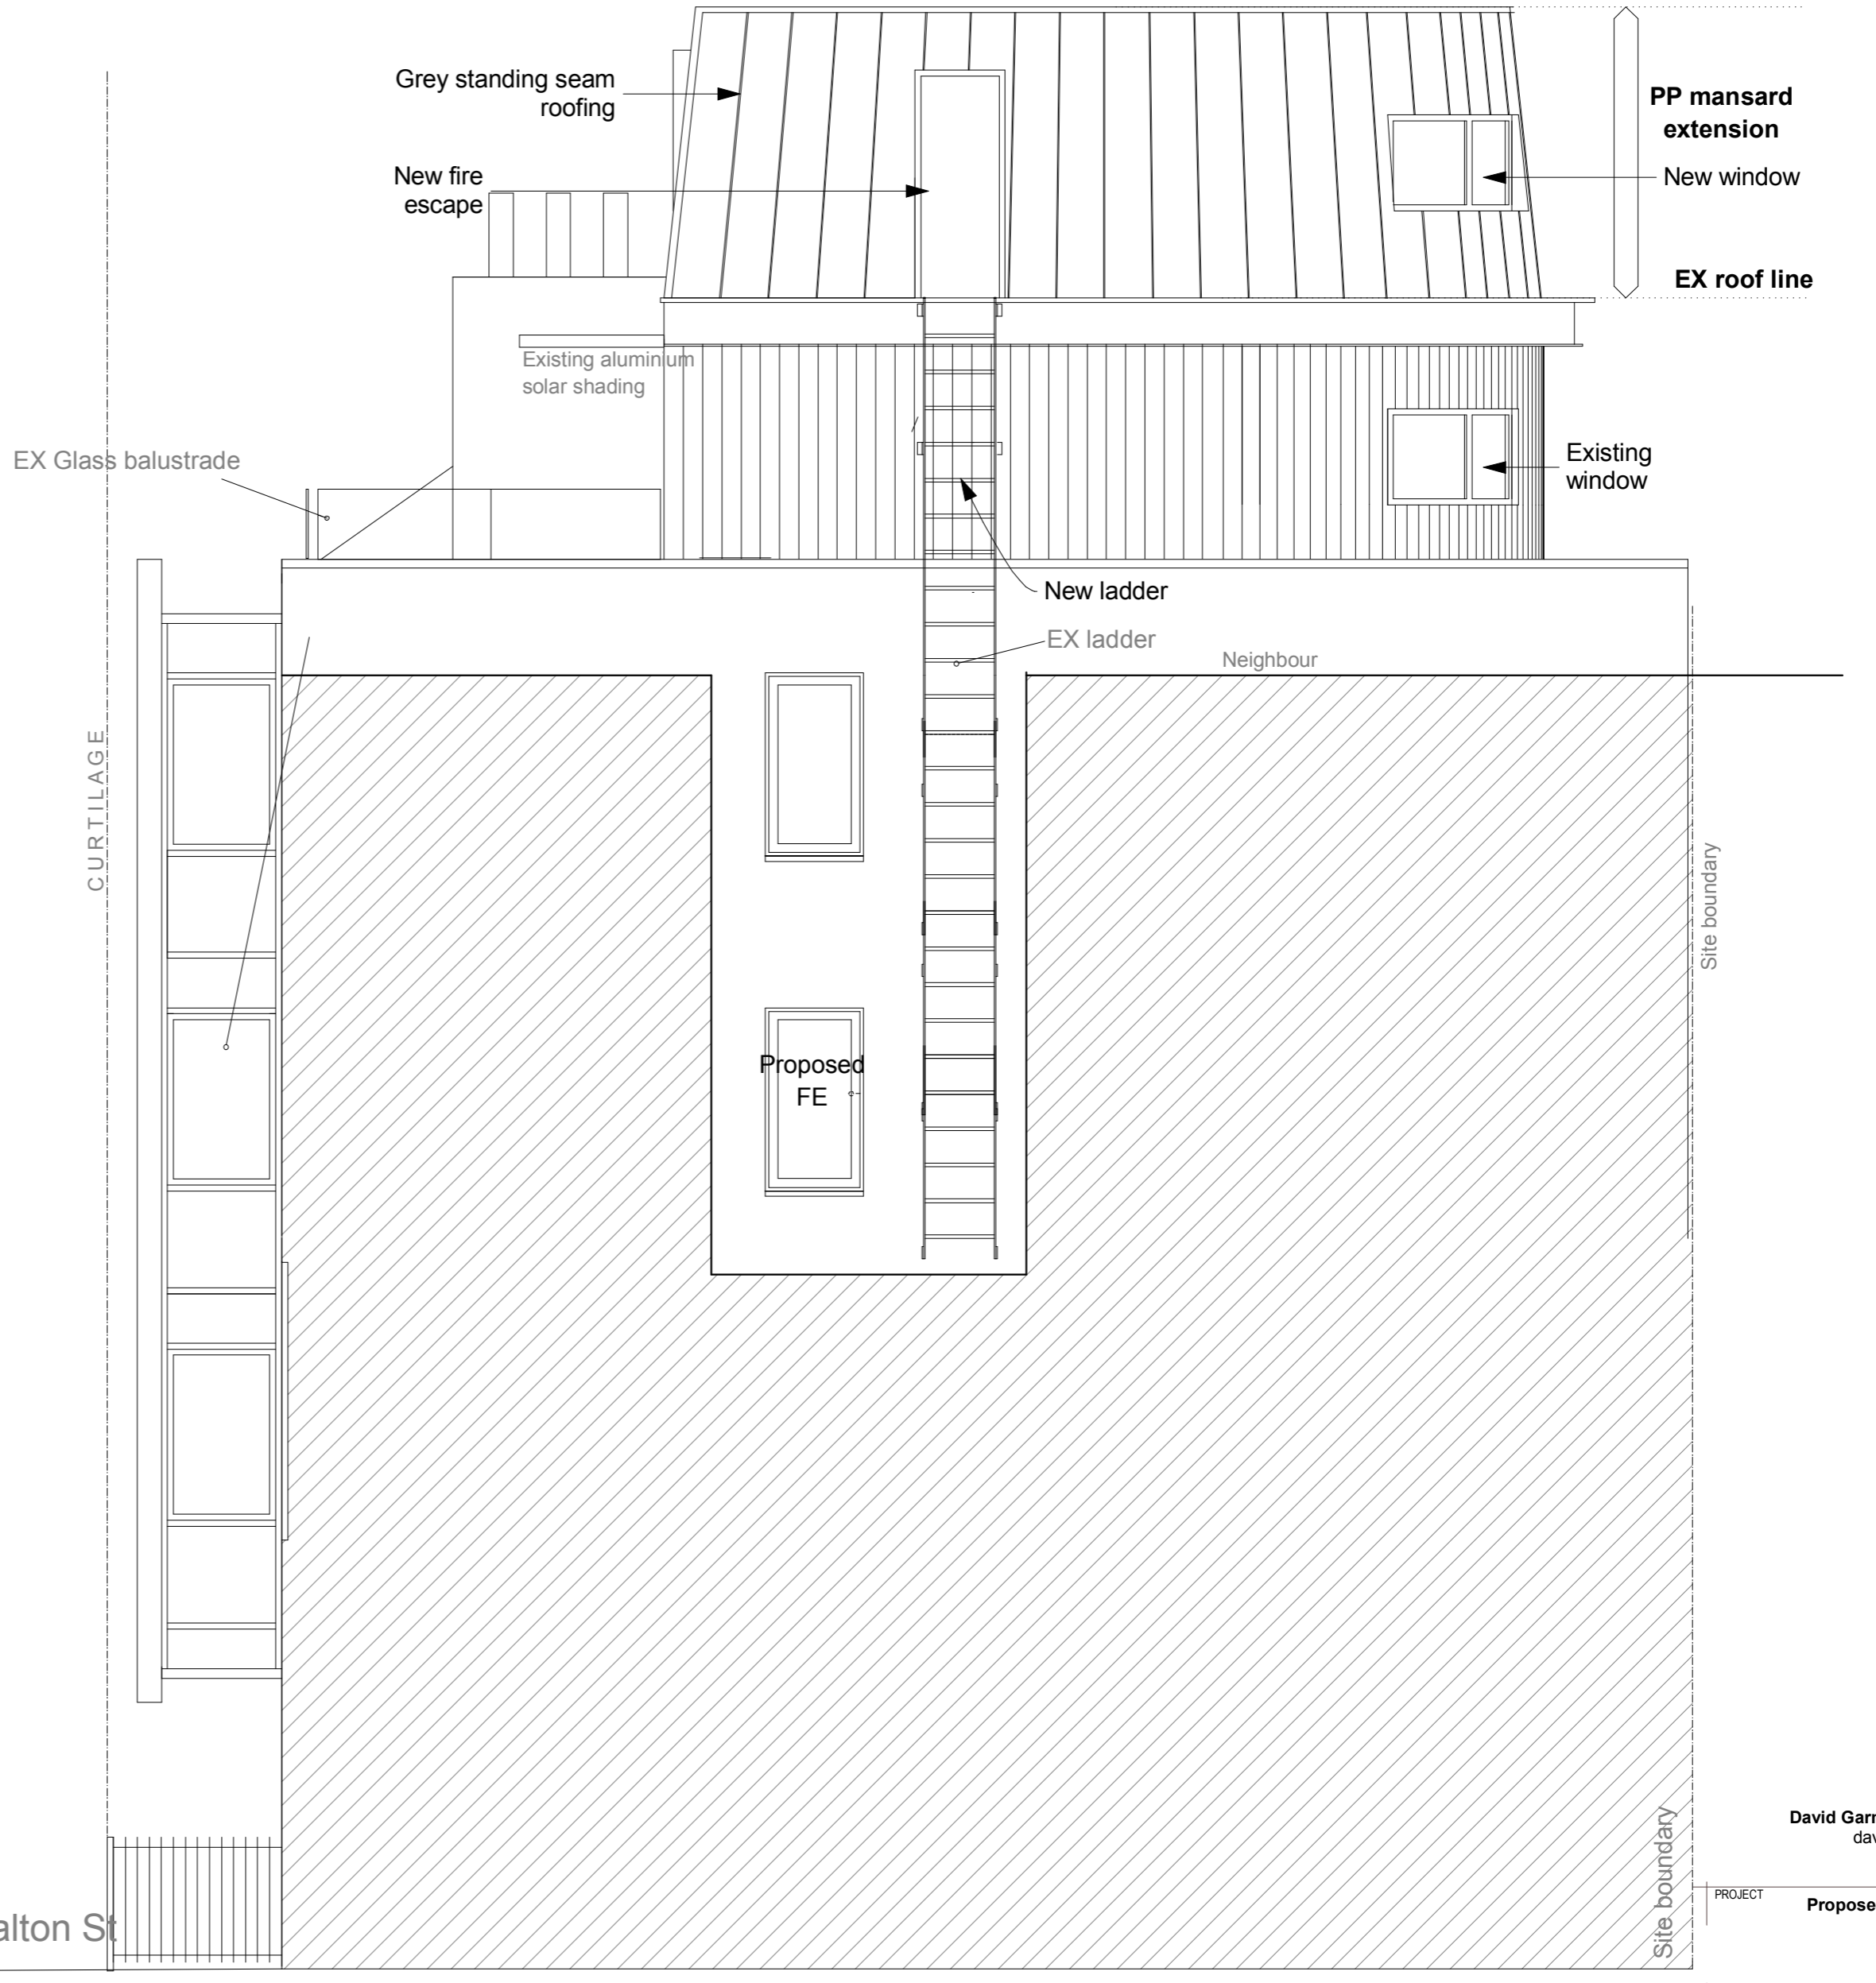 Grey standing seam
roofing
PP mansard
extension
New fire
escape
New window
EX roof line
Existing aluminium
solar shading
EX Glass balustrade
Existing
window
New ladder
EX ladder
Neighbour
CURTILAGE
Site boundary
Proposed
FE
Site boundary
David Garr
dav
PROJECT
Propose
alton St